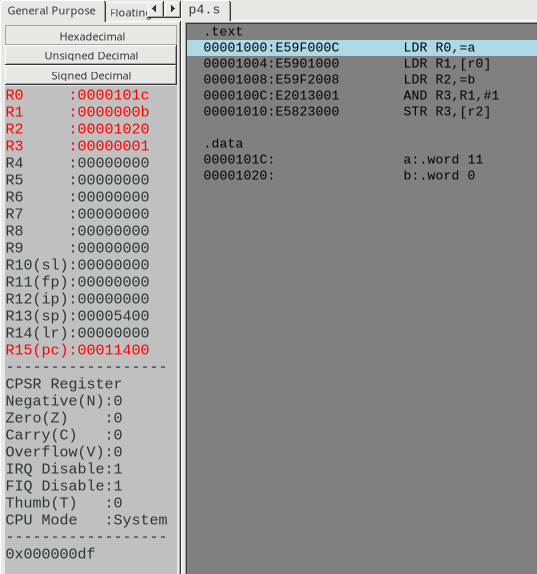 General Purpose Floating
Hexadecimal
Unsigned Decimal
Signed Decimal
R0     :0000101c
R1     :0000000b
R2     :00001020
R3     :00000001
R4     :00000000
R5     :00000000
R6     :00000000
R7     :00000000
R8     :00000000
R9     :00000000
R10(sl):00000000
R11(fp):00000000
R12(ip):00000000
R13(sp):00005400
R14(lr):00000000
R15(pc):00011400
------------------
CPSR Register
Negative(N):0
Zero(Z)    :0
Carry(C)   :0
Overflow(V):0
IRQ Disable:1
FIQ Disable:1
Thumb(T)   :0
CPU Mode   :System
------------------
0x000000df
p4.s
.text
00001000:E59F000C        LDR R0,=a
00001004:E5901000        LDR R1,[r0]
00001008:E59F2008        LDR R2,=b
0000100C:E2013001        AND R3,R1,#1
00001010:E5823000        STR R3,[r2]
.data
0000101C:                a:.word 11
00001020:                b:.word 0